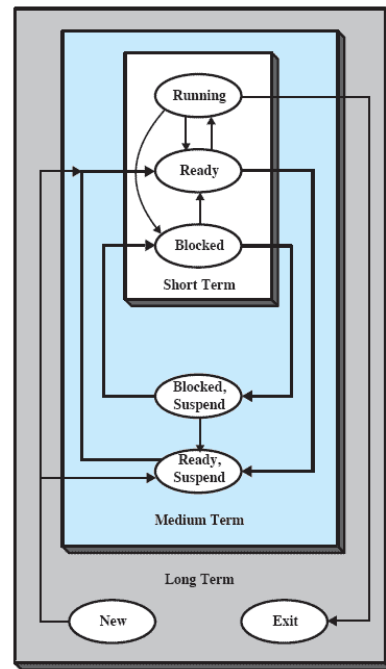 Running
Ready
Blocked
Short Term
Blocked,
Suspend
Ready,
Suspend
Medium Term
Long Term
New
Exit